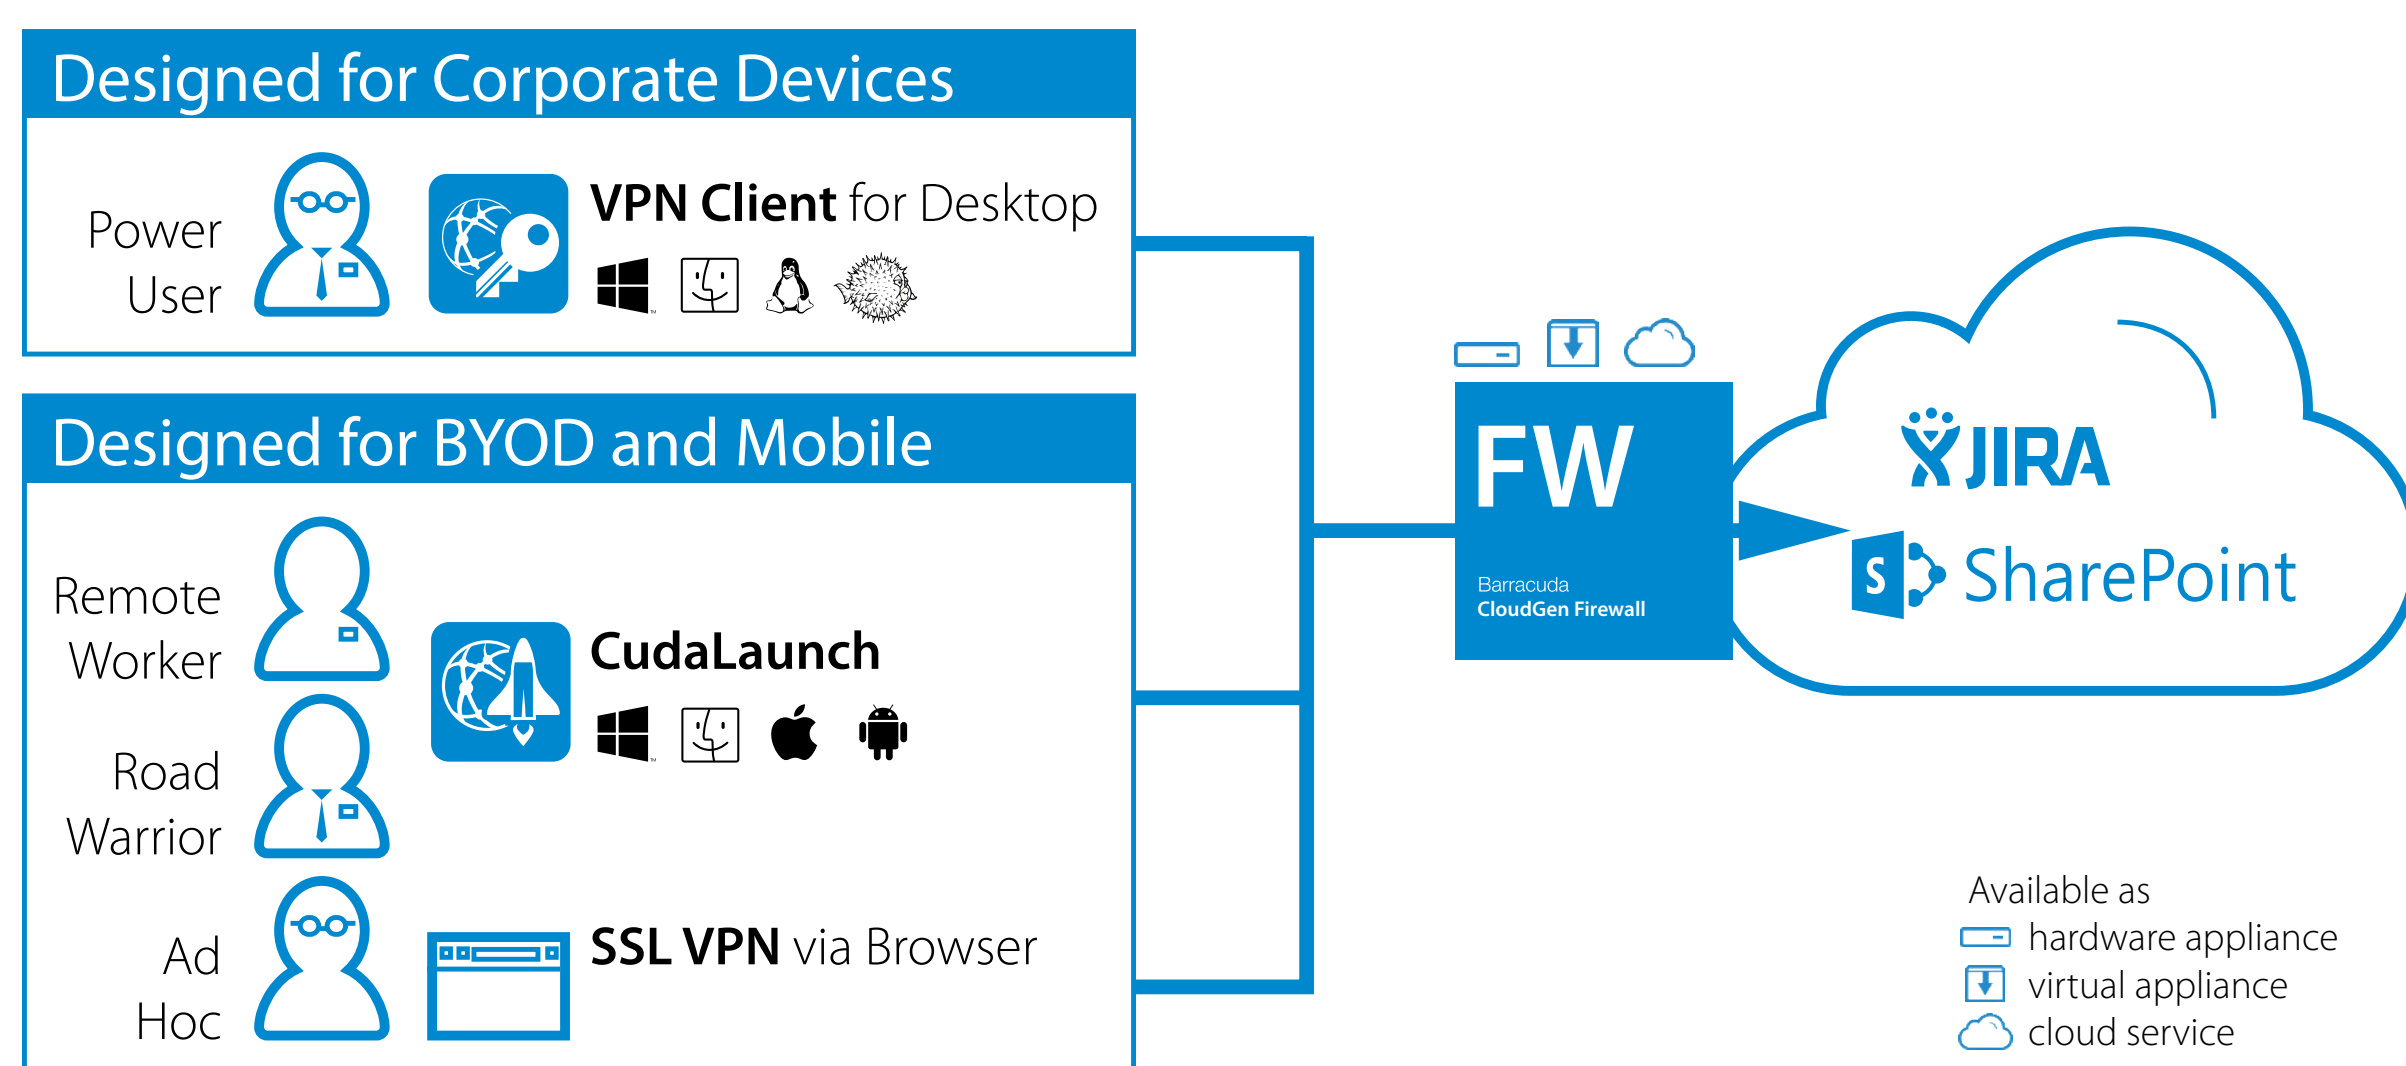 Designed for Corporate Devices
Power
User
VPN Client for Desktop
Designed for BYOD and Mobile
Remote
Worker
CudaLaunch
Road
Warrior
Ad
Hoc
SSL VPN via Browser
FW
Barracuda
CloudGen Firewall
JIRA
S SharePoint
Available as
hardware appliance
virtual appliance
cloud service